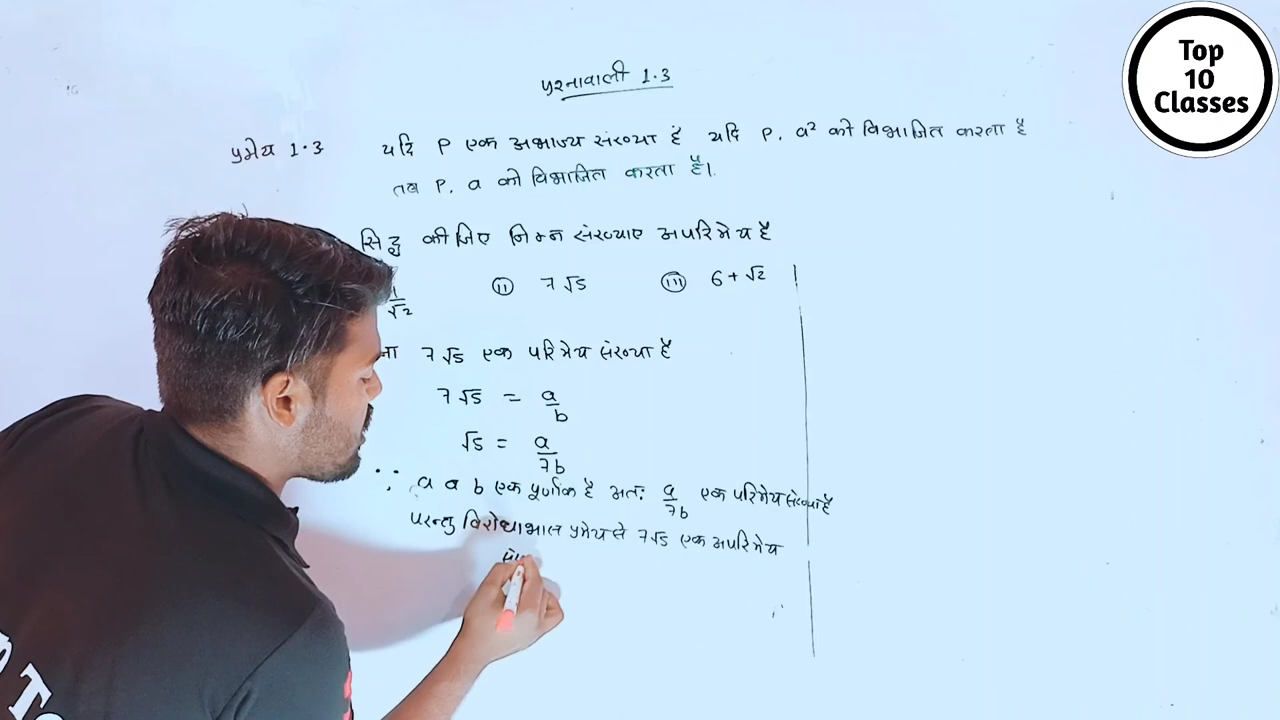 Top
10
Classes
प्रश्नावली 1.3
प्रमेय 1.3 यदि P एक अभाज्य संख्या है यदि P, a² को विभाजित करता है
तब P, a को विभाजित करता है।
सिद्ध कीजिए निम्न संख्याए अपरिमेय है
1/√2 (ii) 7√5 (iii) 6+√2
ना 7√5 एक परिमेय संख्या है
7√5 = a/b
√5 = a/7b
∵ a a b एक पूर्णांक है अतः a/7b एक परिमेय संख्या है
परन्तु विरोधाभास प्रमेय से 7√5 एक अपरिमेय